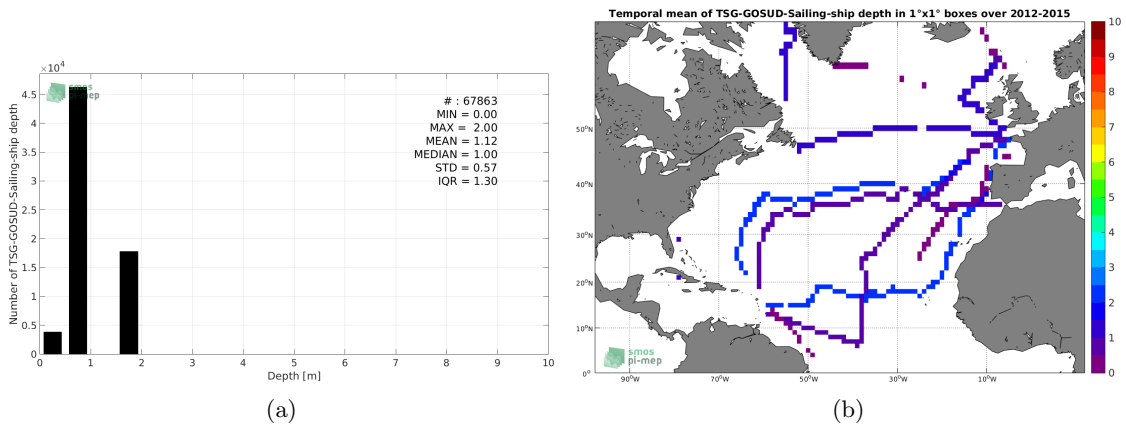 Temporal mean of TSG-GOSUD-Sailing-ship depth in 1°x1° boxes over 2012-2015
×10⁴
4.5
4
3.5
3
2.5
2
1.5
1
0.5
0
Number of TSG-GOSUD-Sailing-ship depth
smos
pi-mep
# : 67863
MIN = 0.00
MAX = 2.00
MEAN = 1.12
MEDIAN = 1.00
STD = 0.57
IQR = 1.30
smos
pi-mep
0 1 2 3 4 5 6 7 8 9 10
Depth [m]
50°N
40°N
30°N
20°N
10°N
0°
smos
pi-mep
90°W 70°W 50°W 30°W 10°W
10
9
8
7
6
5
4
3
2
1
0
(a)
(b)